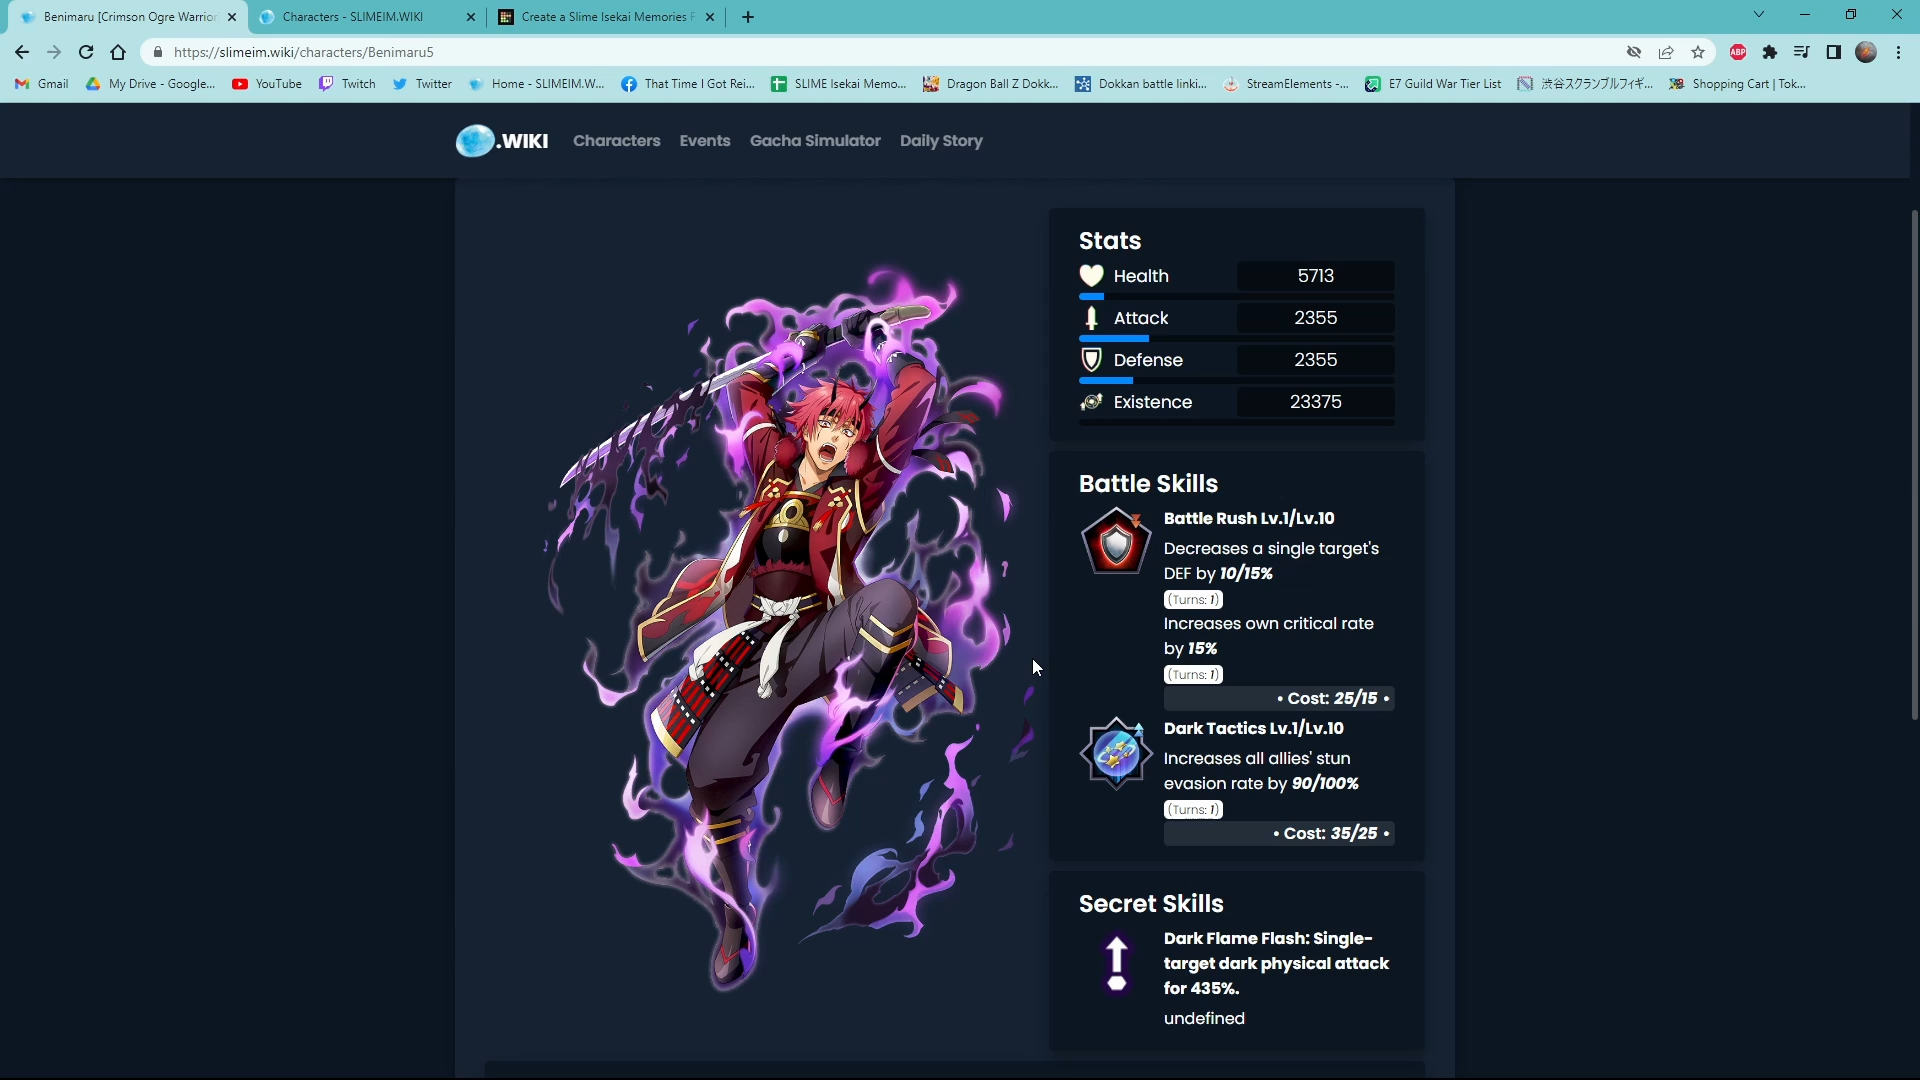 Benimaru [Crimson Ogre Warrior
Characters - SLIMEIM.WIKI
Create a Slime Isekai Memories F
https://slimeim.wiki/characters/Benimaru5
ABP
Gmail
My Drive - Google...
YouTube
Twitch
Twitter
Home - SLIMEIM.W...
That Time I Got Rei...
SLIME Isekai Memo...
Dragon Ball Z Dokk...
Dokkan battle linki...
StreamElements -...
E7 Guild War Tier List
渋谷スクランブルフィギ...
Shopping Cart | Tok...
.WIKI
Characters
Events
Gacha Simulator
Daily Story
Stats
Health 5713
Attack 2355
Defense 2355
Existence 23375
Battle Skills
Battle Rush Lv.1/Lv.10
Decreases a single target's
DEF by 10/15%
(Turns: 1)
Increases own critical rate
by 15%
(Turns: 1)
• Cost: 25/15 •
Dark Tactics Lv.1/Lv.10
Increases all allies' stun
evasion rate by 90/100%
(Turns: 1)
• Cost: 35/25 •
Secret Skills
Dark Flame Flash: Single-
target dark physical attack
for 435%.
undefined